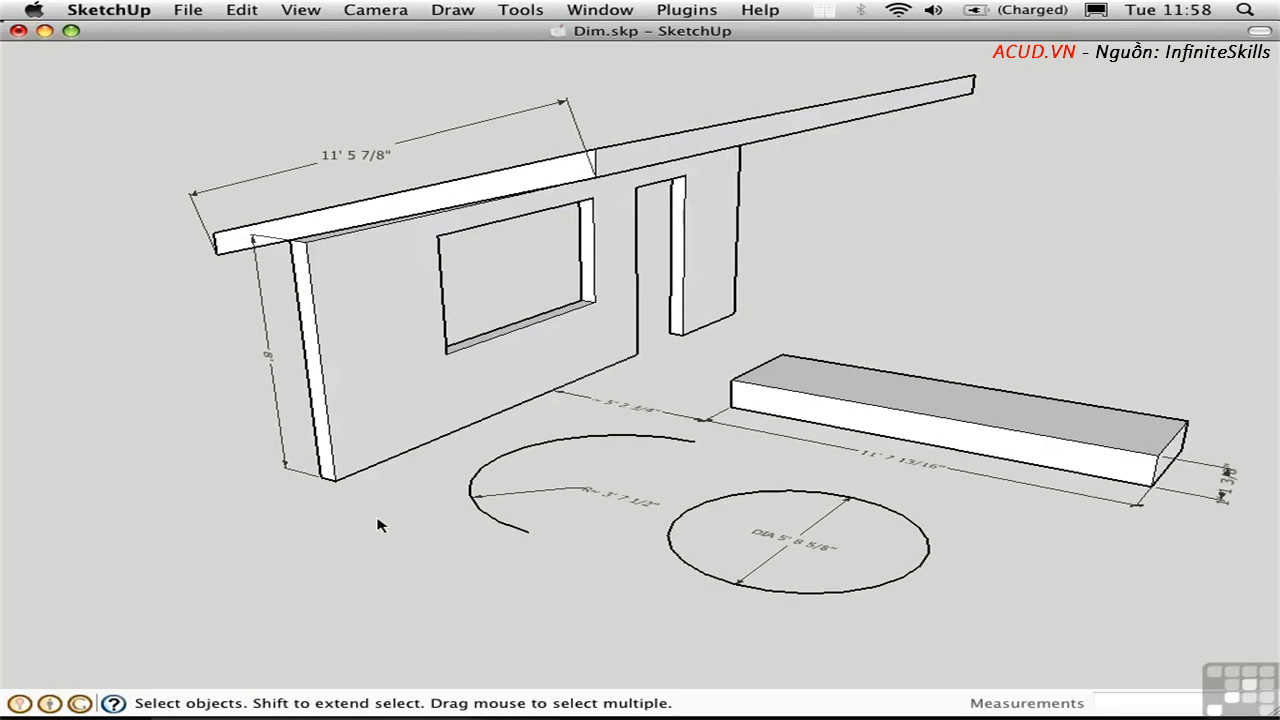 SketchUp File Edit View Camera Draw Tools Window Plugins Help (Charged) Tue 11:58
Dim.skp – SketchUp
ACUD.VN - Nguồn: InfiniteSkills
11' 5 7/8"
8'
~ 5' 2 3/4"
11' 7 13/16"
1' 1 3/8"
R~ 3' 7 1/2"
DIA 5' 8 5/8"
Select objects. Shift to extend select. Drag mouse to select multiple.
Measurements